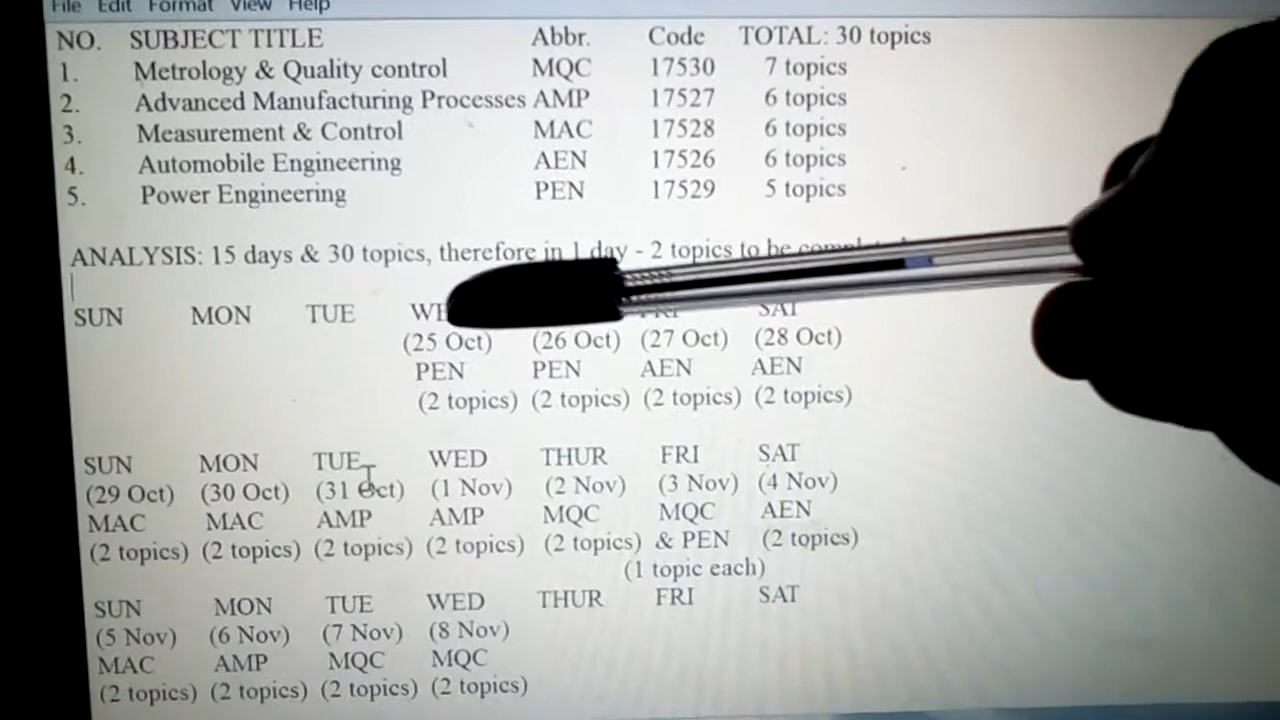 File Edit Format View Help
NO. SUBJECT TITLE Abbr. Code TOTAL: 30 topics
1. Metrology & Quality control MQC 17530 7 topics
2. Advanced Manufacturing Processes AMP 17527 6 topics
3. Measurement & Control MAC 17528 6 topics
4. Automobile Engineering AEN 17526 6 topics
5. Power Engineering PEN 17529 5 topics
ANALYSIS: 15 days & 30 topics, therefore in 1 day - 2 topics to be
SUN MON TUE FRI SAT
(25 Oct) (26 Oct) (27 Oct) (28 Oct)
PEN PEN AEN AEN
(2 topics) (2 topics) (2 topics) (2 topics)
SUN MON TUE WED THUR FRI SAT
(29 Oct) (30 Oct) (31 Oct) (1 Nov) (2 Nov) (3 Nov) (4 Nov)
MAC MAC AMP AMP MQC MQC AEN
(2 topics) (2 topics) (2 topics) (2 topics) (2 topics) & PEN (2 topics)
(1 topic each)
SUN MON TUE WED THUR FRI SAT
(5 Nov) (6 Nov) (7 Nov) (8 Nov)
MAC AMP MQC MQC
(2 topics) (2 topics) (2 topics) (2 topics)